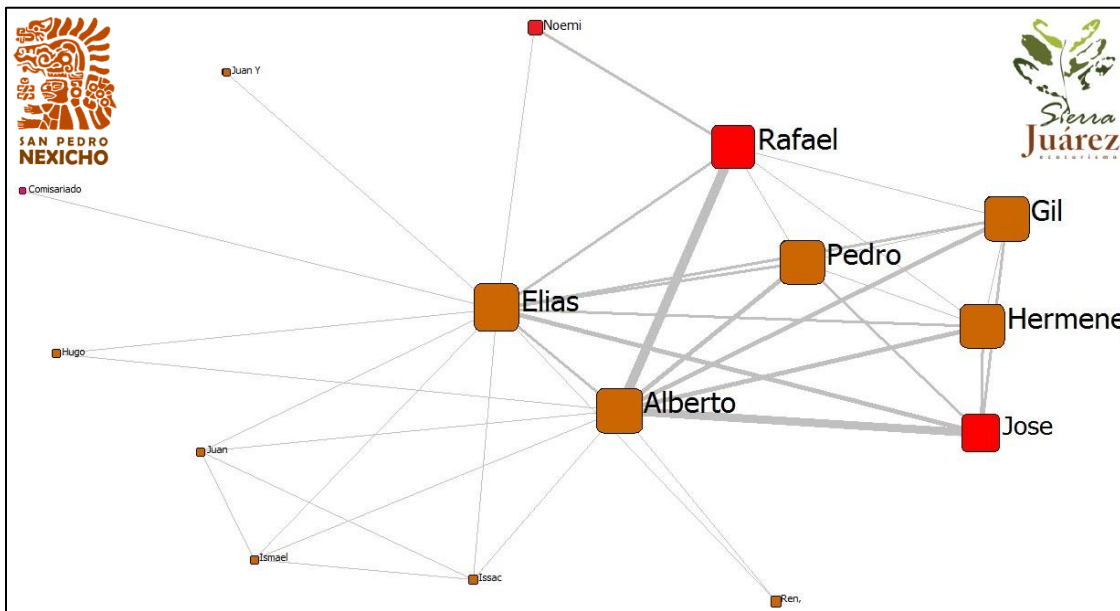 Noemi
Juan Y
SAN PEDRO
NEXICHO
Sierra
Juárez
ecoturismo
Rafael
Comisariado
Gil
Pedro
Elias
Hermene
Hugo
Alberto
Jose
Juan
Ismael
Issac
Ren,